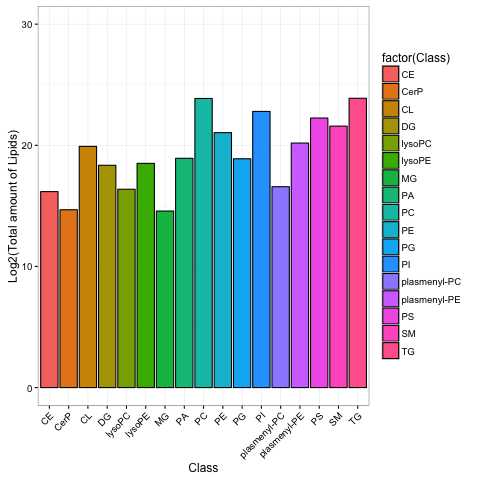 30
20
10
0
Log2(Total amount of Lipids)
CE
CerP
CL
DG
lysoPC
lysoPE
MG
PA
PC
PE
PG
PI
plasmenyl-PC
plasmenyl-PE
PS
SM
TG
Class
factor(Class)
CE
CerP
CL
DG
lysoPC
lysoPE
MG
PA
PC
PE
PG
PI
plasmenyl-PC
plasmenyl-PE
PS
SM
TG